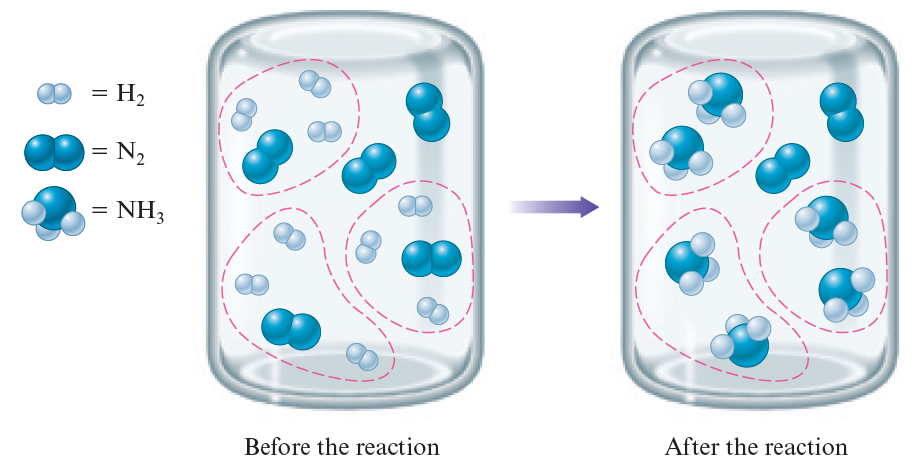 = H₂
= N₂
= NH₃
Before the reaction
After the reaction